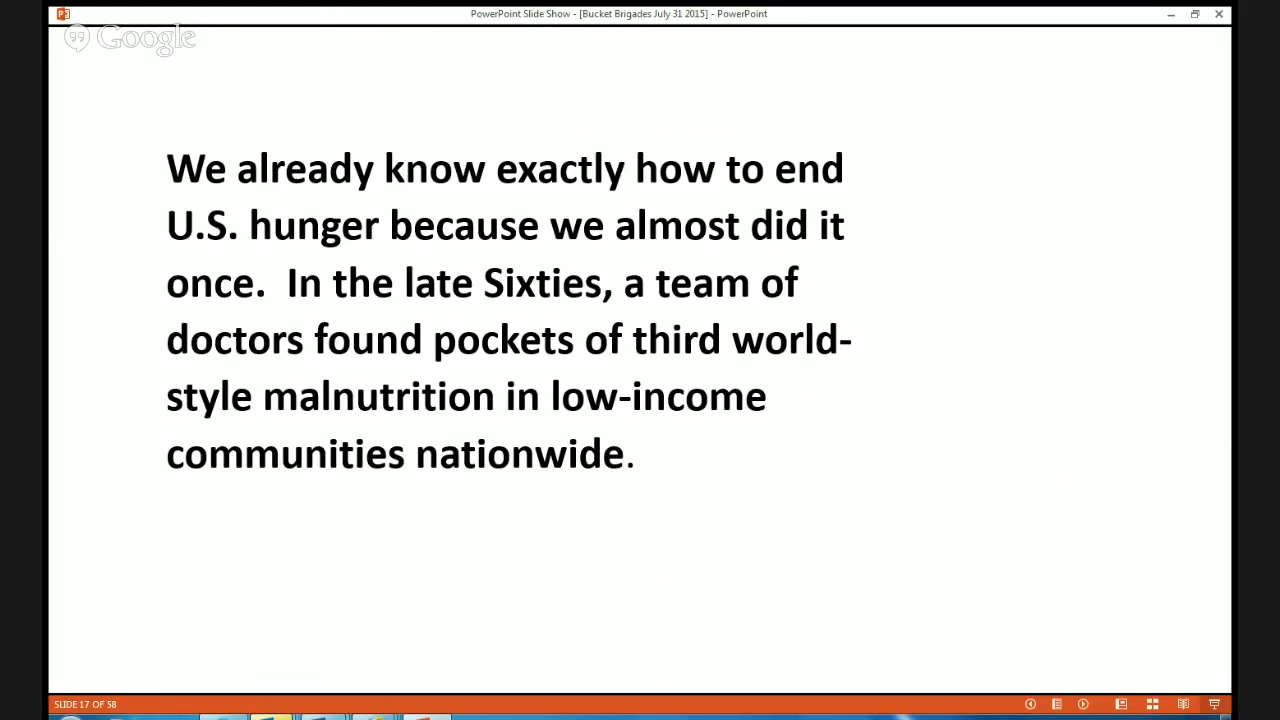 PowerPoint Slide Show - [Bucket Brigades July 31 2015] - PowerPoint
Google
We already know exactly how to end
U.S. hunger because we almost did it
once.  In the late Sixties, a team of
doctors found pockets of third world-
style malnutrition in low-income
communities nationwide.
SLIDE 17 OF 58